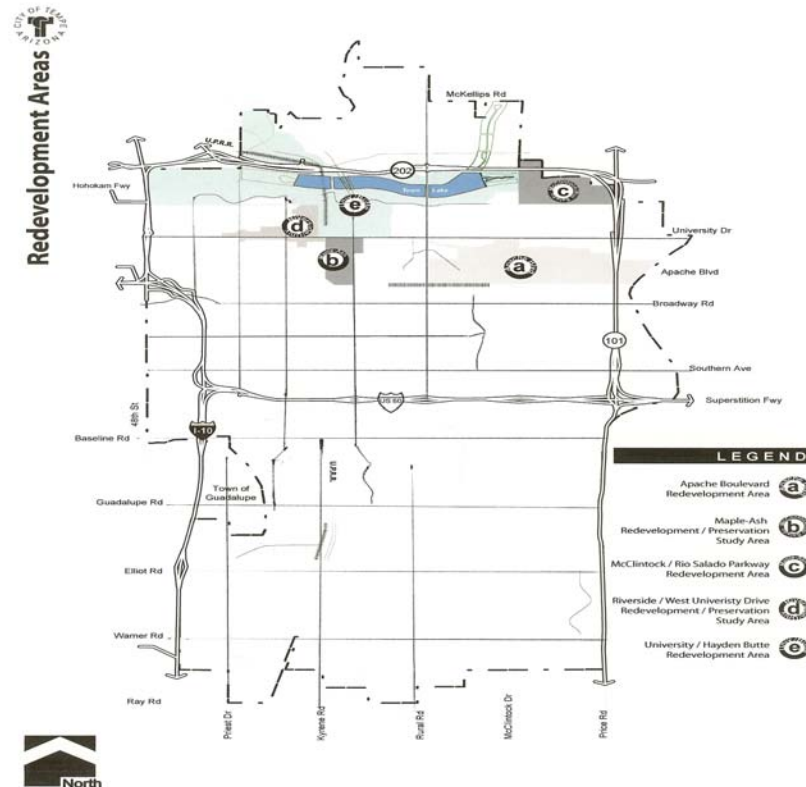 CITY OF TEMPE
ARIZONA
Redevelopment Areas
McKellips Rd
U.P.R.R.
202
Hohokam Fwy
Town Lake
c
e
d
University Dr
b
a
Apache Blvd
Broadway Rd
101
Southern Ave
48th St
US 60
Superstition Fwy
I-10
Baseline Rd
U.P.R.R.
Town of
Guadalupe
Guadalupe Rd
Elliot Rd
Warner Rd
Ray Rd
Priest Dr
Kyrene Rd
Rural Rd
McClintock Dr
Price Rd
LEGEND
Apache Boulevard
Redevelopment Area
a
Maple-Ash
Redevelopment / Preservation
Study Area
b
McClintock / Rio Salado Parkway
Redevelopment Area
c
Riverside / West Univeristy Drive
Redevelopment / Preservation
Study Area
d
University / Hayden Butte
Redevelopment Area
e
North